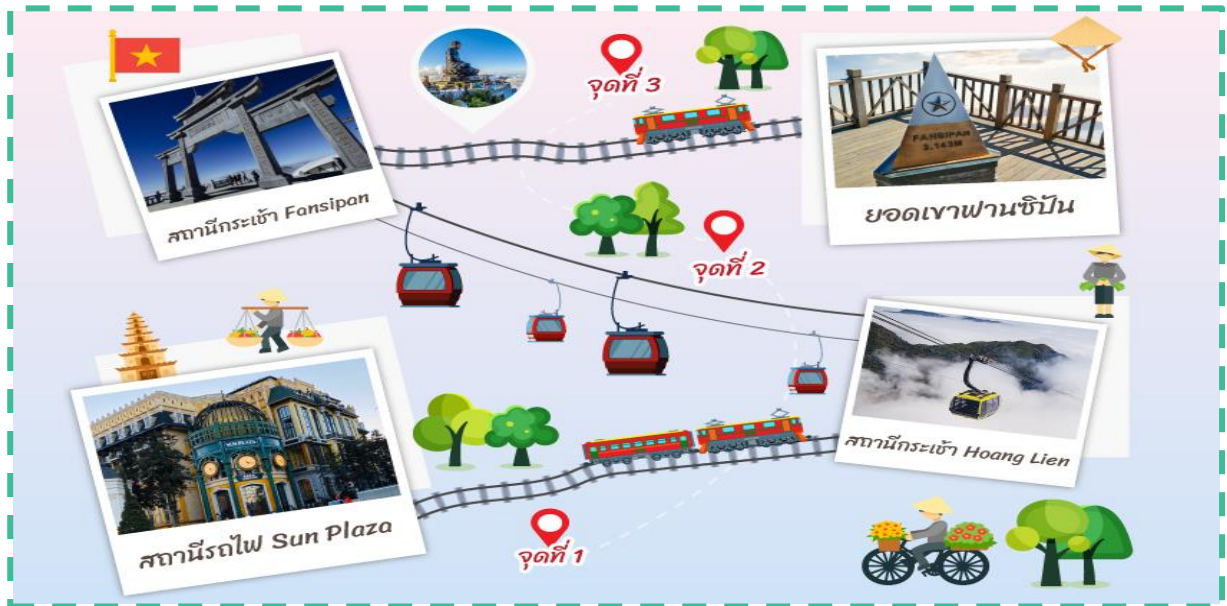 จุดที่ 3
สถานีกระเช้า Fansipan
FANSIPAN
3.143M
ยอดเขาฟานซิปัน
จุดที่ 2
สถานีกระเช้า Hoang Lien
สถานีรถไฟ Sun Plaza
จุดที่ 1